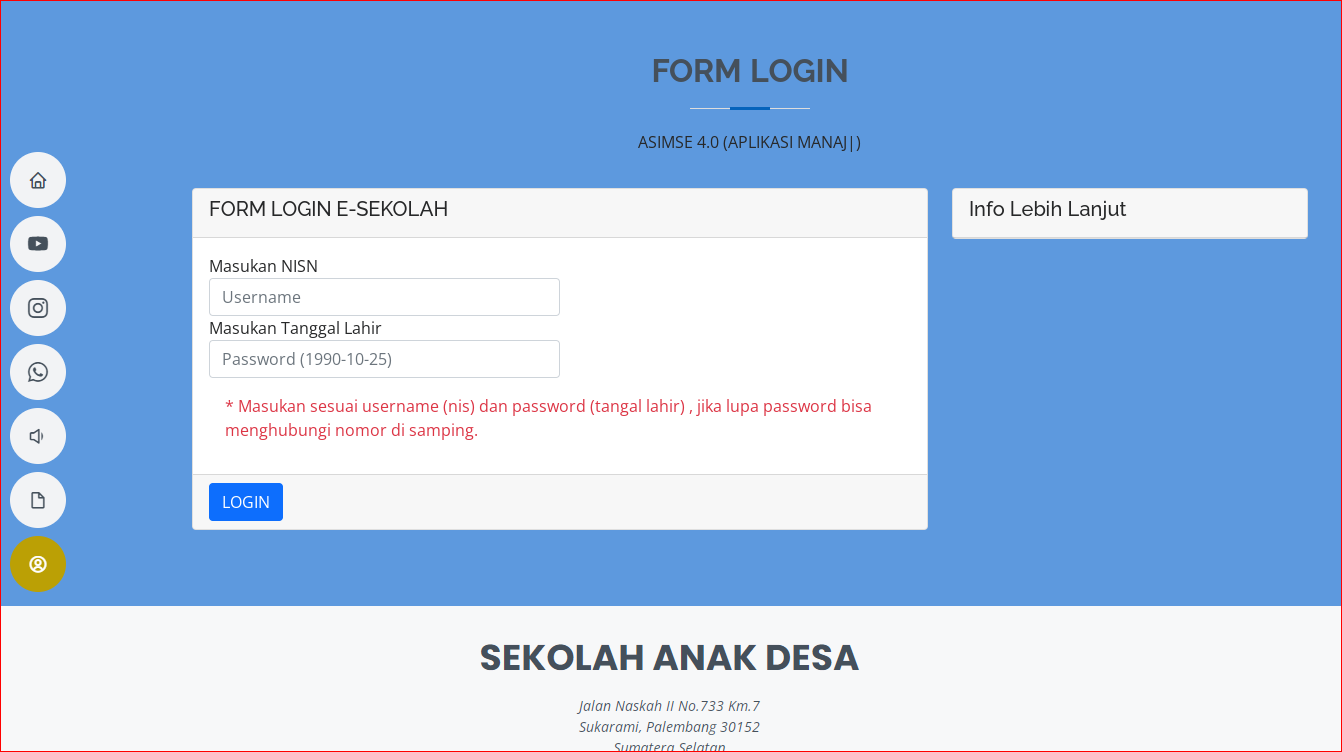 FORM LOGIN
ASIMSE 4.0 (APLIKASI MANAJ|)
FORM LOGIN E-SEKOLAH
Info Lebih Lanjut
Masukan NISN
Username
Masukan Tanggal Lahir
Password (1990-10-25)
* Masukan sesuai username (nis) dan password (tangal lahir) , jika lupa password bisa
menghubungi nomor di samping.
LOGIN
SEKOLAH ANAK DESA
Jalan Naskah II No.733 Km.7
Sukarami, Palembang 30152
Sumatera Selatan